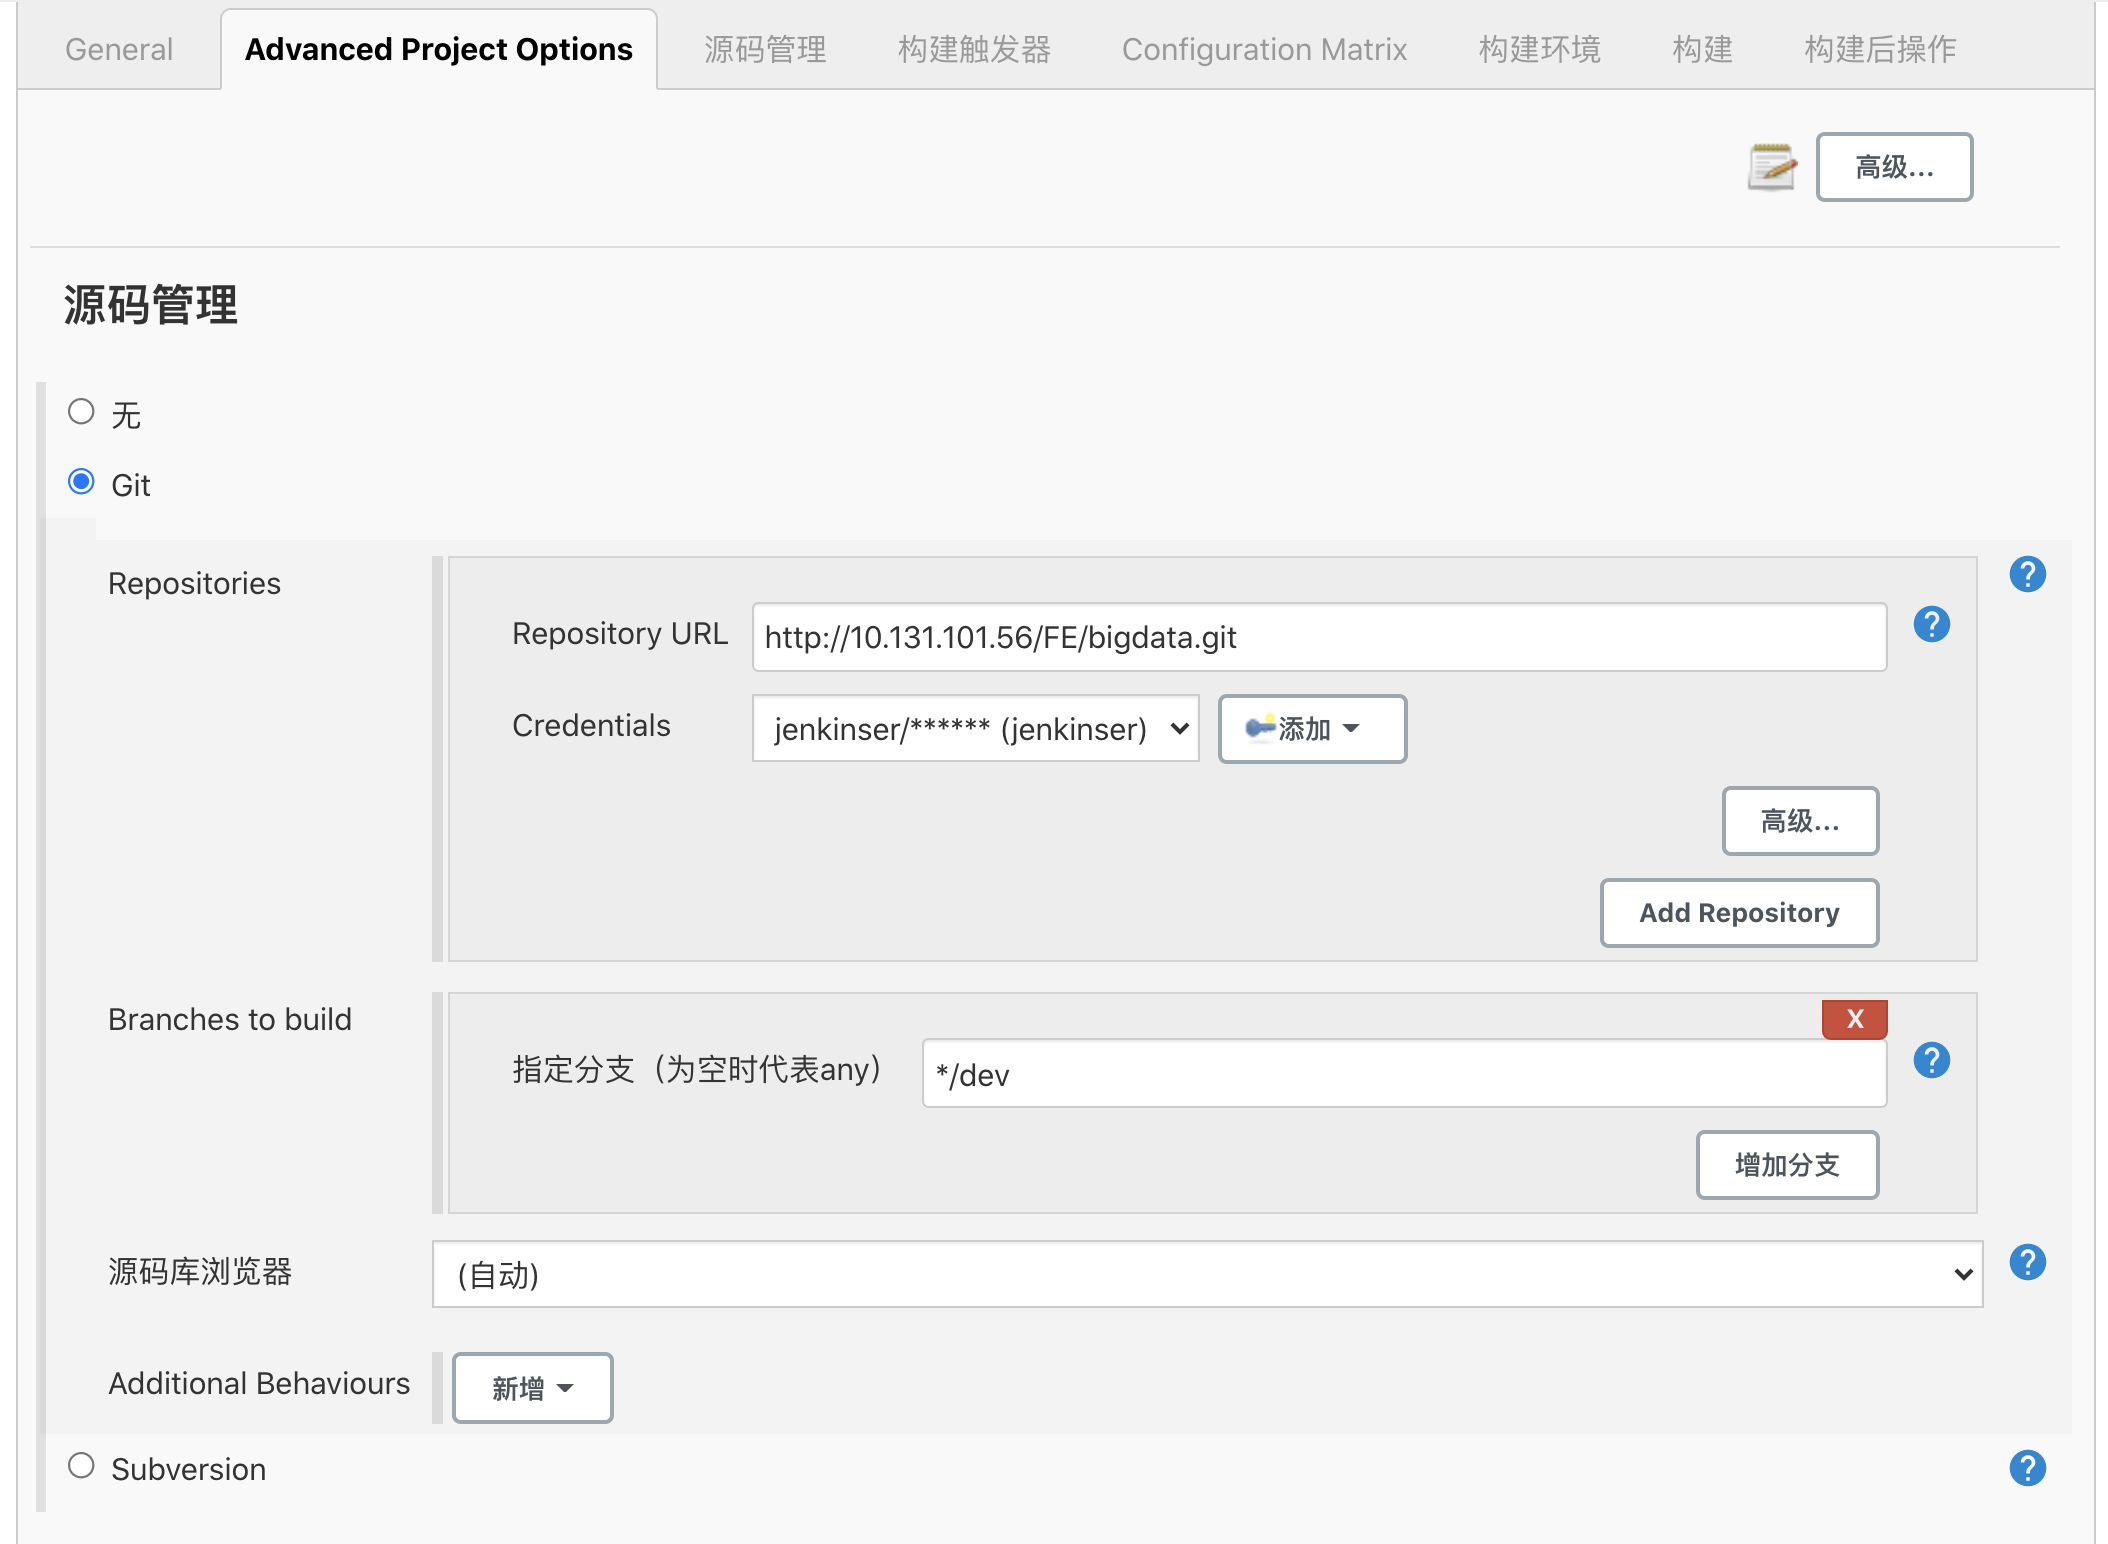 General Advanced Project Options 源码管理 构建触发器 Configuration Matrix 构建环境 构建 构建后操作
高级...
源码管理
无
Git
Repositories
Repository URL http://10.131.101.56/FE/bigdata.git
Credentials jenkinser/****** (jenkinser) 添加
高级...
Add Repository
Branches to build
X
指定分支（为空时代表any） */dev
增加分支
源码库浏览器 (自动)
Additional Behaviours 新增
Subversion